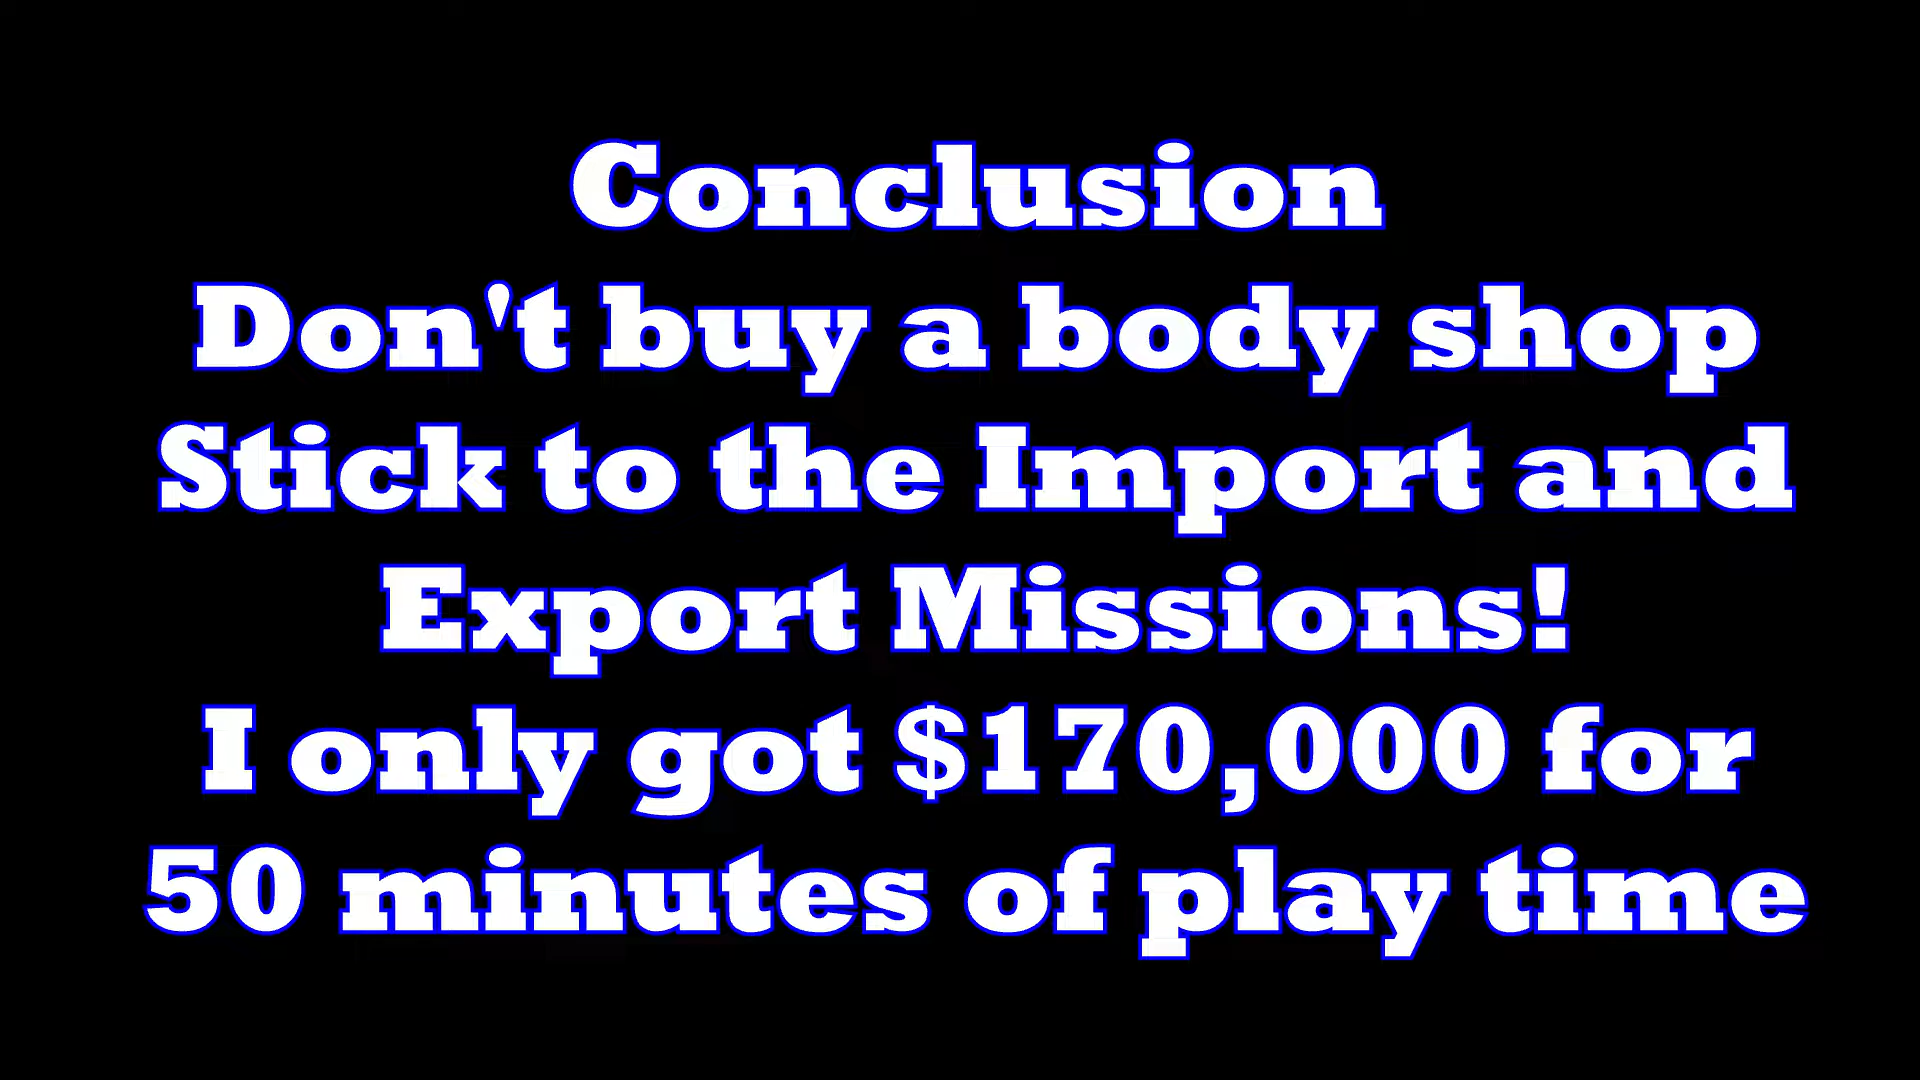 Conclusion
Don't buy a body shop
Stick to the Import and
Export Missions!
I only got $170,000 for
50 minutes of play time